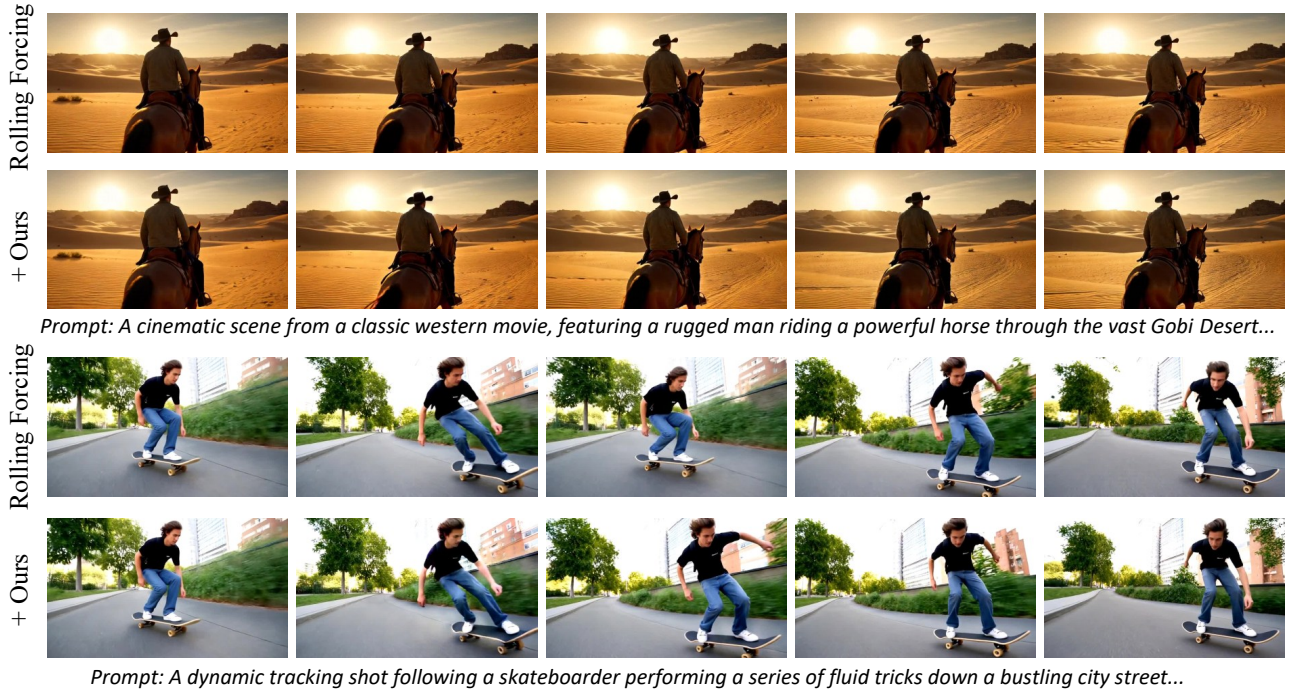 Rolling Forcing
+ Ours
Prompt: A cinematic scene from a classic western movie, featuring a rugged man riding a powerful horse through the vast Gobi Desert...
Rolling Forcing
+ Ours
Prompt: A dynamic tracking shot following a skateboarder performing a series of fluid tricks down a bustling city street...